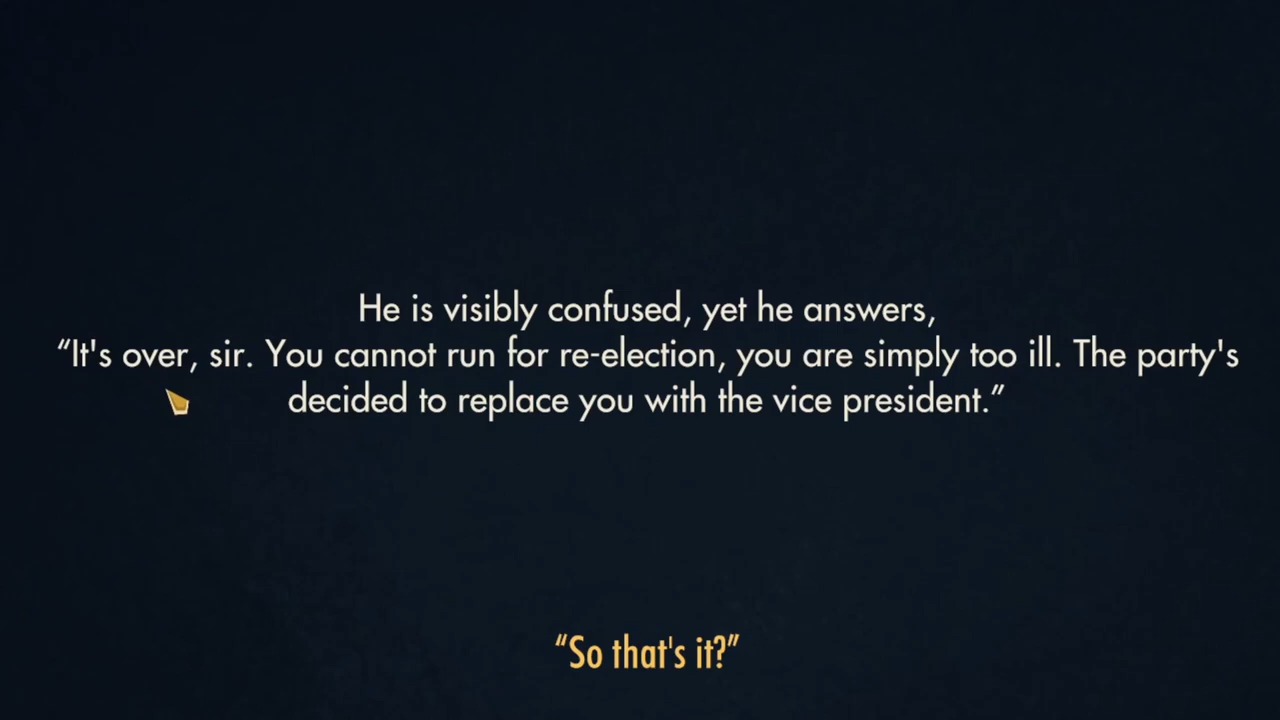 He is visibly confused, yet he answers,
“It's over, sir. You cannot run for re-election, you are simply too ill. The party's
decided to replace you with the vice president.”
“So that's it?”